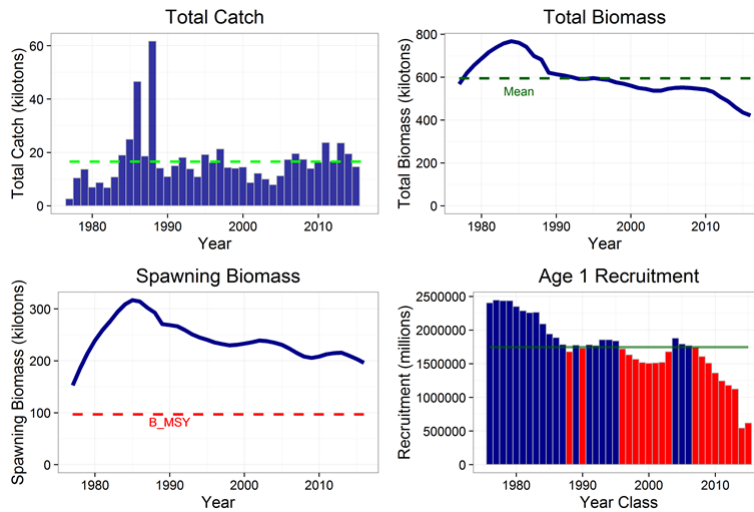 Total Catch
Total Catch (kilotons)
60
40
20
0
1980
1990
2000
2010
Year
Total Biomass
Total Biomass (kilotons)
800
600
400
200
0
Mean
1980
1990
2000
2010
Year
Spawning Biomass
Spawning Biomass (kilotons)
300
200
100
0
B_MSY
1980
1990
2000
2010
Year
Age 1 Recruitment
Recruitment (millions)
2500000
2000000
1500000
1000000
500000
0
1980
1990
2000
2010
Year Class